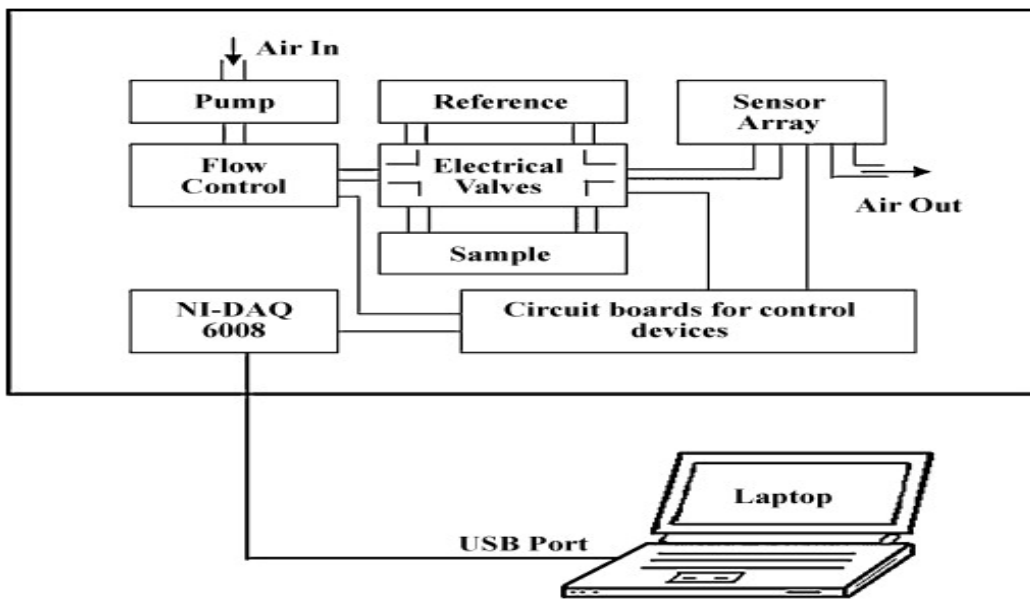 Air In
Pump
Reference
Sensor
Array
Flow
Control
Electrical
Valves
Air Out
Sample
NI-DAQ
6008
Circuit boards for control
devices
Laptop
USB Port